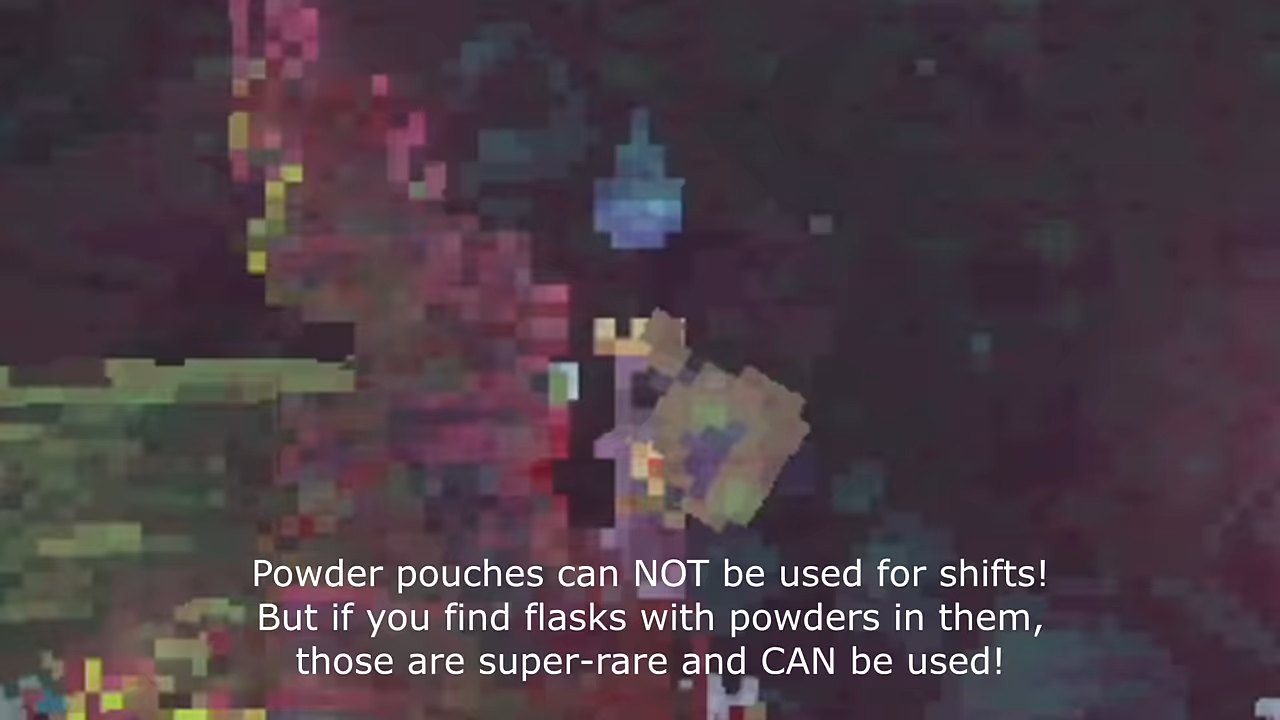 Powder pouches can NOT be used for shifts!
But if you find flasks with powders in them,
those are super-rare and CAN be used!